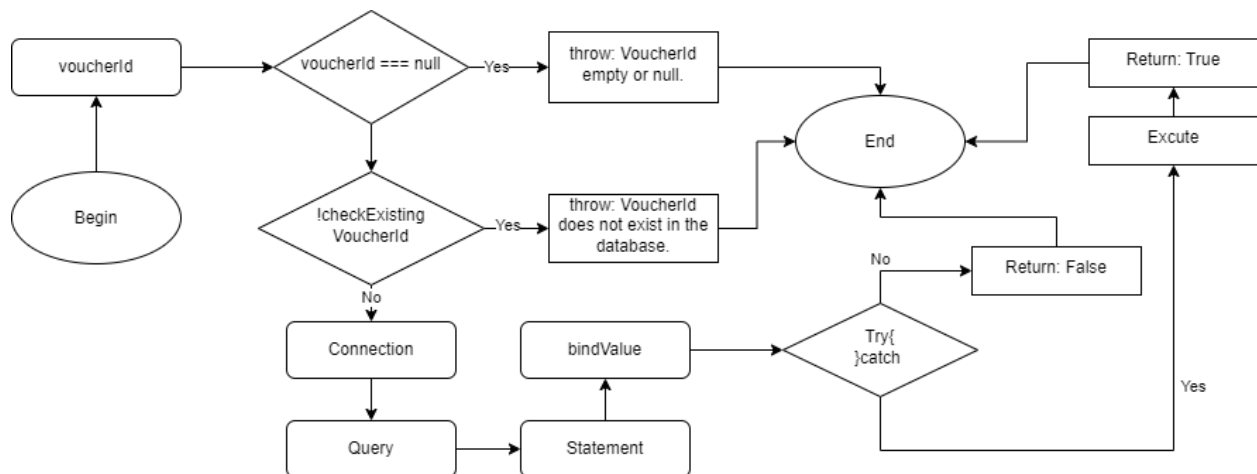 voucherId
voucherId === null
Yes
throw: VoucherId
empty or null.
Return: True
Excute
End
Begin
!checkExisting
VoucherId
Yes
throw: VoucherId
does not exist in the
database.
No
Return: False
No
Connection
bindValue
Try{
}catch
Yes
Query
Statement